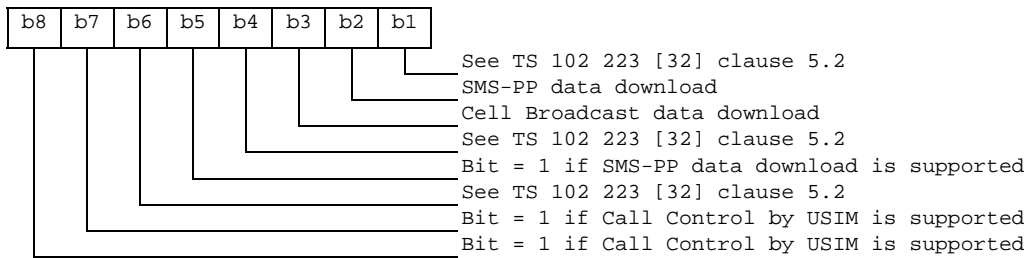 b8 b7 b6 b5 b4 b3 b2 b1
See TS 102 223 [32] clause 5.2
SMS-PP data download
Cell Broadcast data download
See TS 102 223 [32] clause 5.2
Bit = 1 if SMS-PP data download is supported
See TS 102 223 [32] clause 5.2
Bit = 1 if Call Control by USIM is supported
Bit = 1 if Call Control by USIM is supported